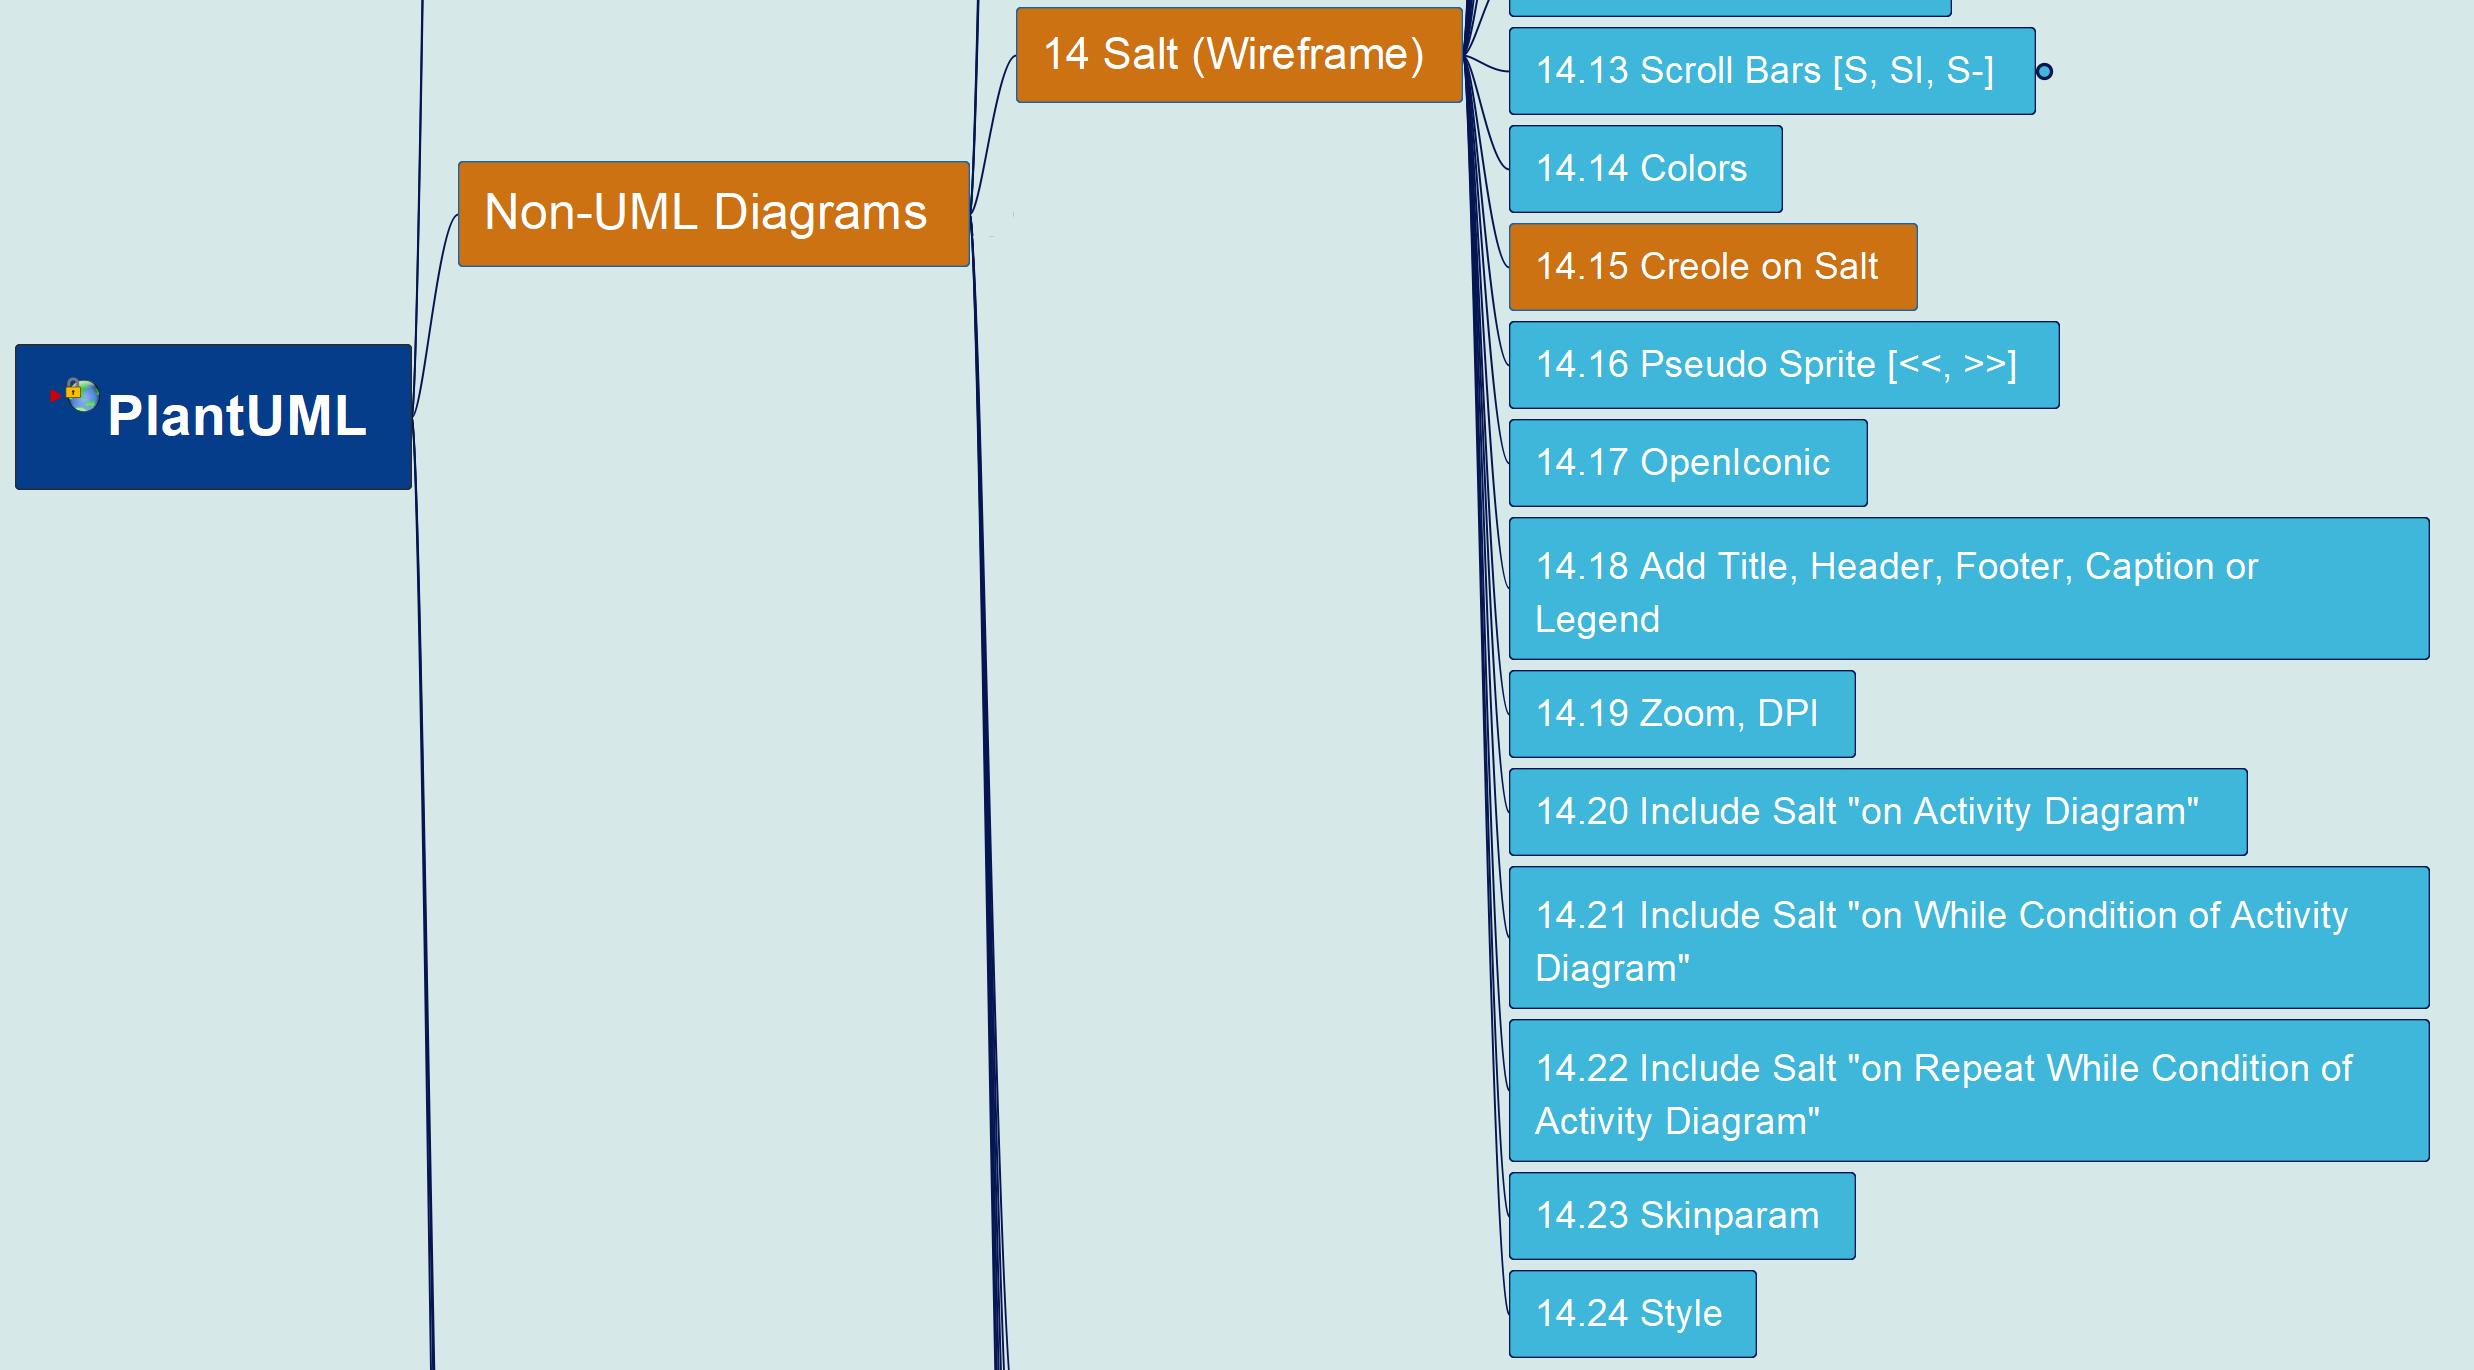 14 Salt (Wireframe)
14.13 Scroll Bars [S, SI, S-]
14.14 Colors
Non-UML Diagrams
14.15 Creole on Salt
14.16 Pseudo Sprite [<<, >>]
PlantUML
14.17 OpenIconic
14.18 Add Title, Header, Footer, Caption or
Legend
14.19 Zoom, DPI
14.20 Include Salt "on Activity Diagram"
14.21 Include Salt "on While Condition of Activity
Diagram"
14.22 Include Salt "on Repeat While Condition of
Activity Diagram"
14.23 Skinparam
14.24 Style